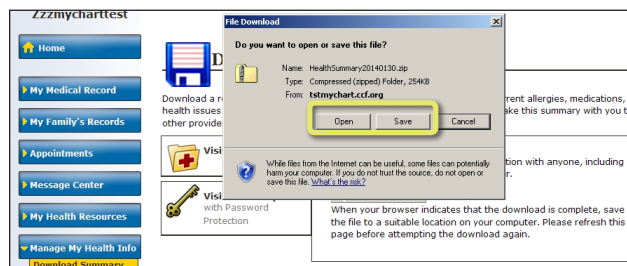 Zzzmycharttest
Home
My Medical Record
My Family's Records
Appointments
Message Center
My Health Resources
Manage My Health Info
Download Summary
File Download
Do you want to open or save this file?
Name: HealthSummary20140130.zip
Type: Compressed (zipped) Folder, 254KB
From: tstmychart.ccf.org
Open Save Cancel
While files from the Internet can be useful, some files can potentially
harm your computer. If you do not trust the source, do not open or
save this file. What's the risk?
D
Download a
rent allergies, medications,
health issues
ake this summary with you t
other provide
Visi
tion with anyone, including
Visi
with Password
Protection
When your browser indicates that the download is complete, save
the file to a suitable location on your computer. Please refresh this
page before attempting the download again.